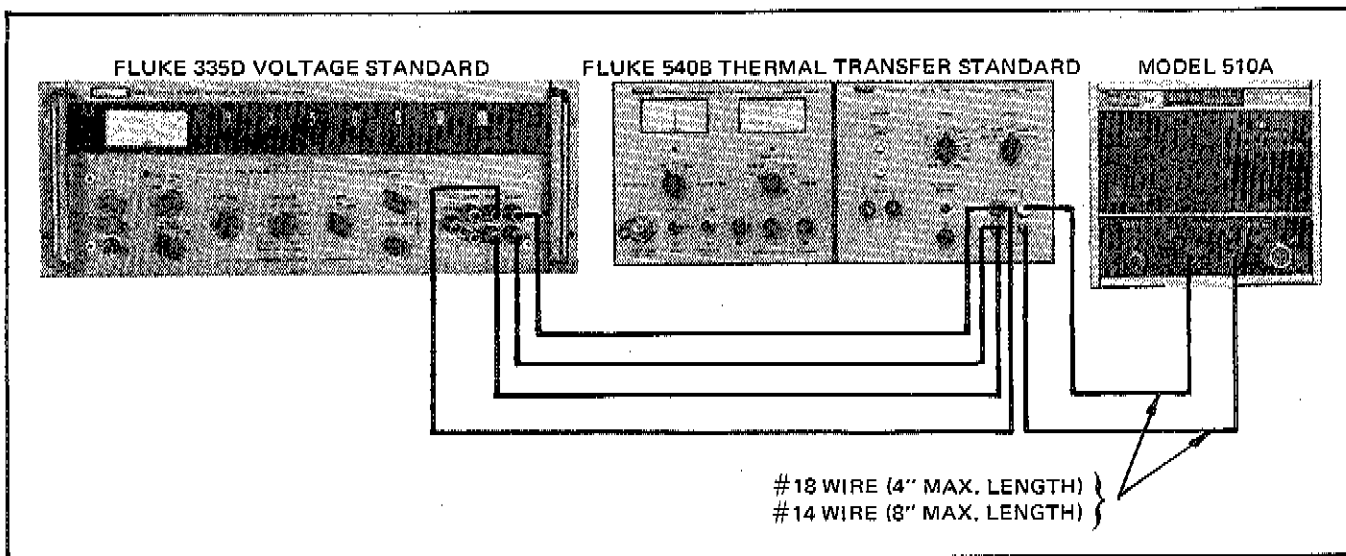 FLUKE 335D VOLTAGE STANDARD
FLUKE 540B THERMAL TRANSFER STANDARD
MODEL 510A
#18 WIRE (4" MAX. LENGTH)
#14 WIRE (8" MAX. LENGTH)